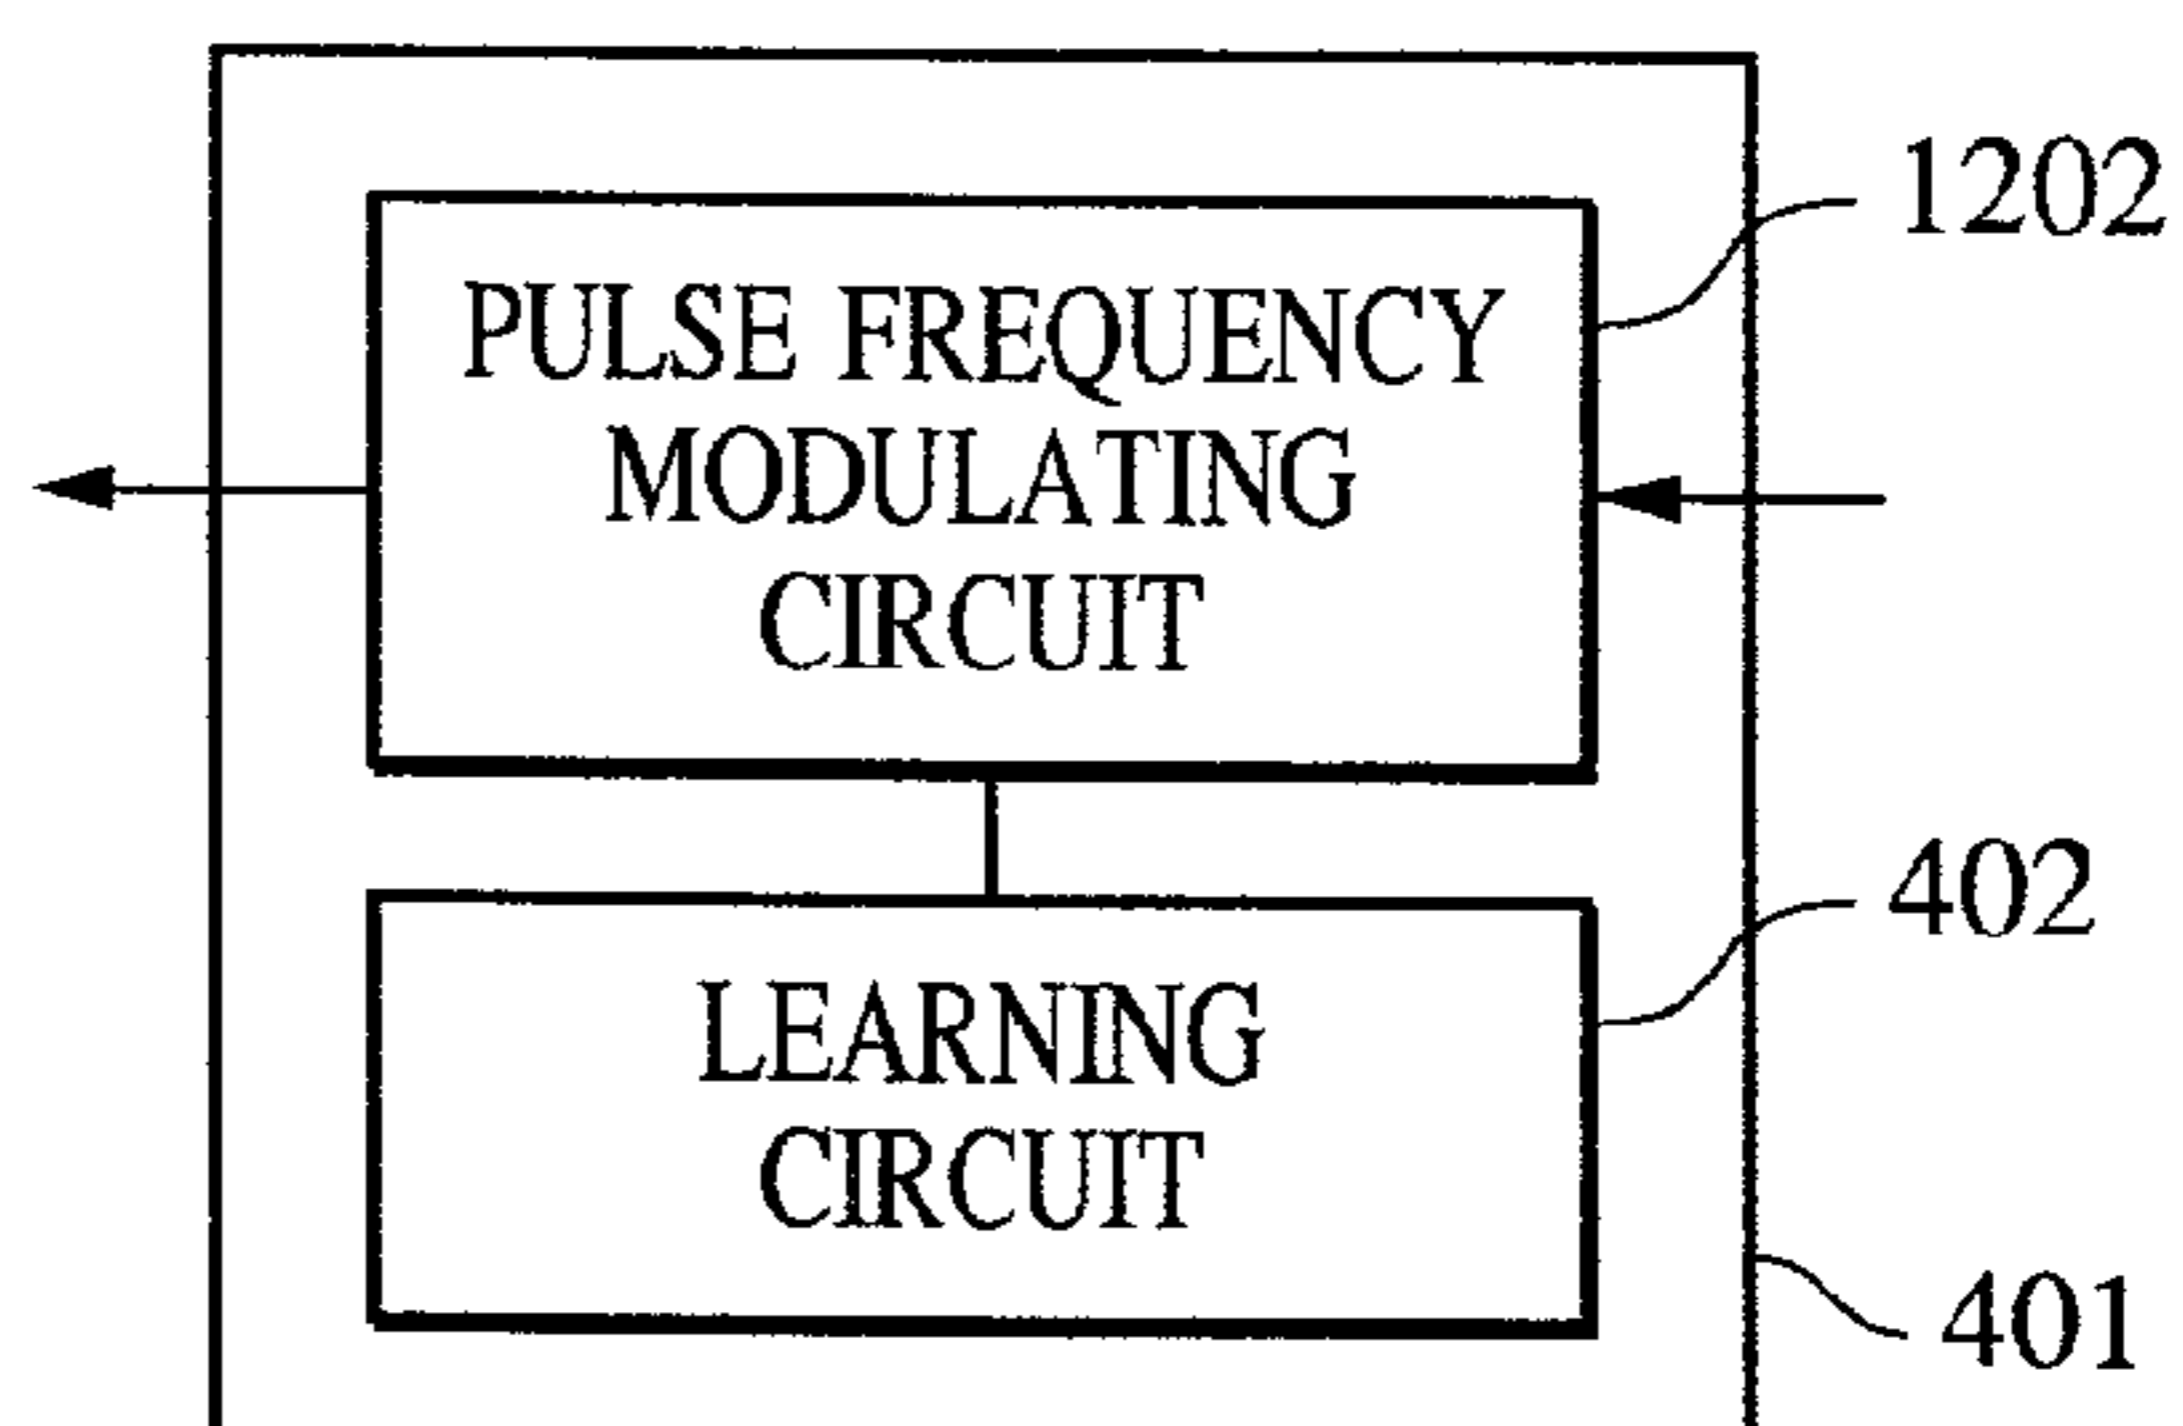 1202
PULSE FREQUENCY
MODULATING
CIRCUIT
402
LEARNING
CIRCUIT
401